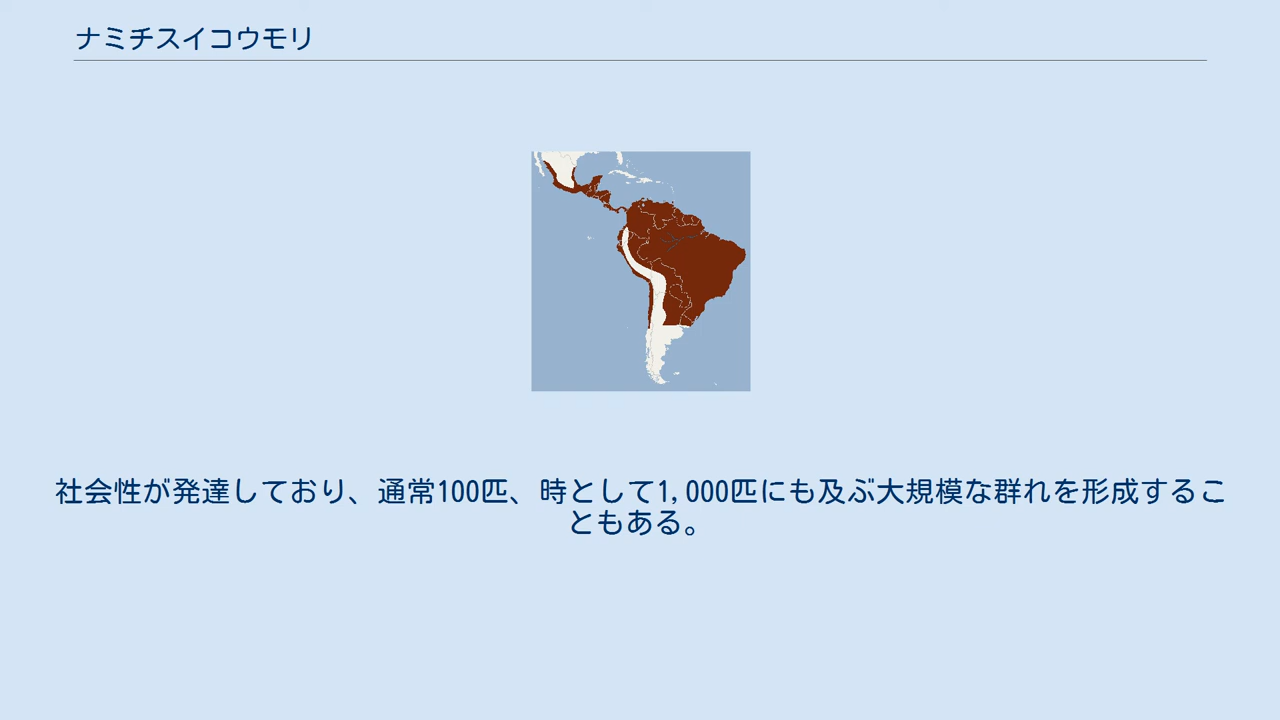 ナミチスイコウモリ
社会性が発達しており、通常100匹、時として1,000匹にも及ぶ大規模な群れを形成するこ
ともある。